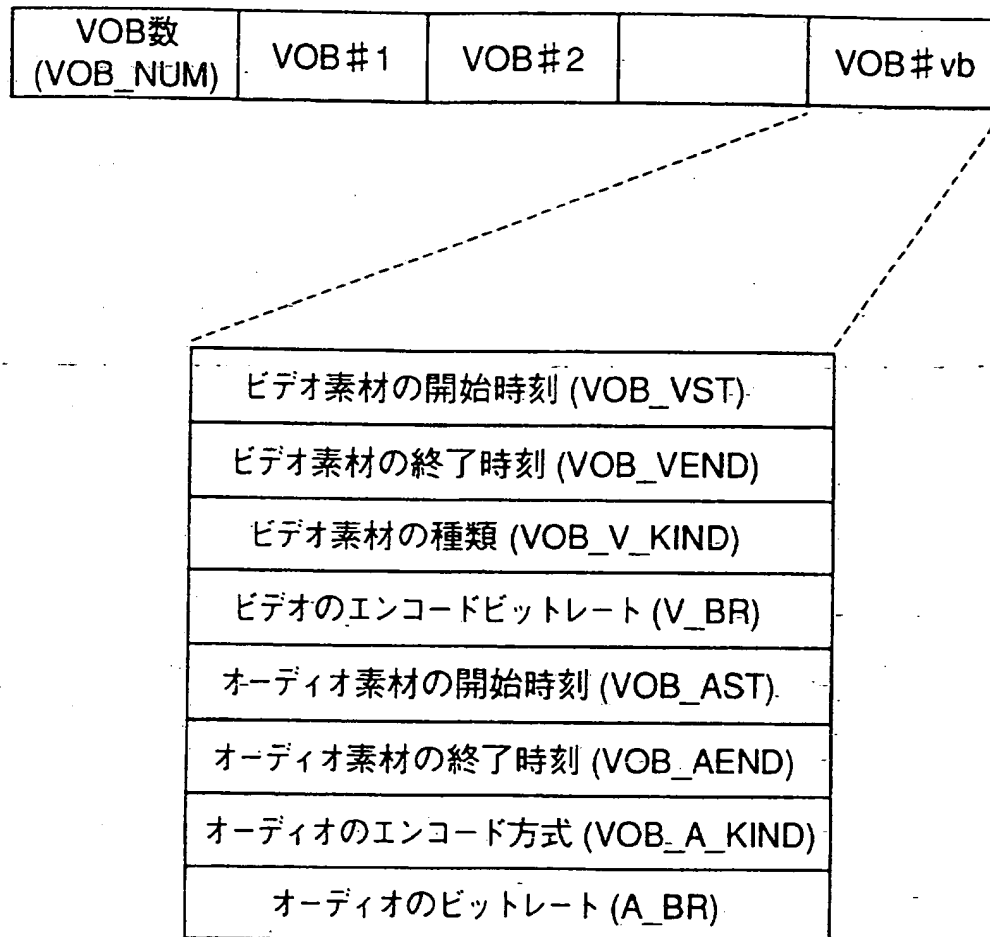 VOB数
(VOB_NUM)
VOB#1
VOB#2
VOB#vb
ビデオ素材の開始時刻 (VOB_VST)
ビデオ素材の終了時刻 (VOB_VEND)
ビデオ素材の種類 (VOB_V_KIND)
ビデオのエンコードビットレート (V_BR)
オーディオ素材の開始時刻 (VOB_AST)
オーディオ素材の終了時刻 (VOB_AEND)
オーディオのエンコード方式 (VOB_A_KIND)
オーディオのビットレート (A_BR)